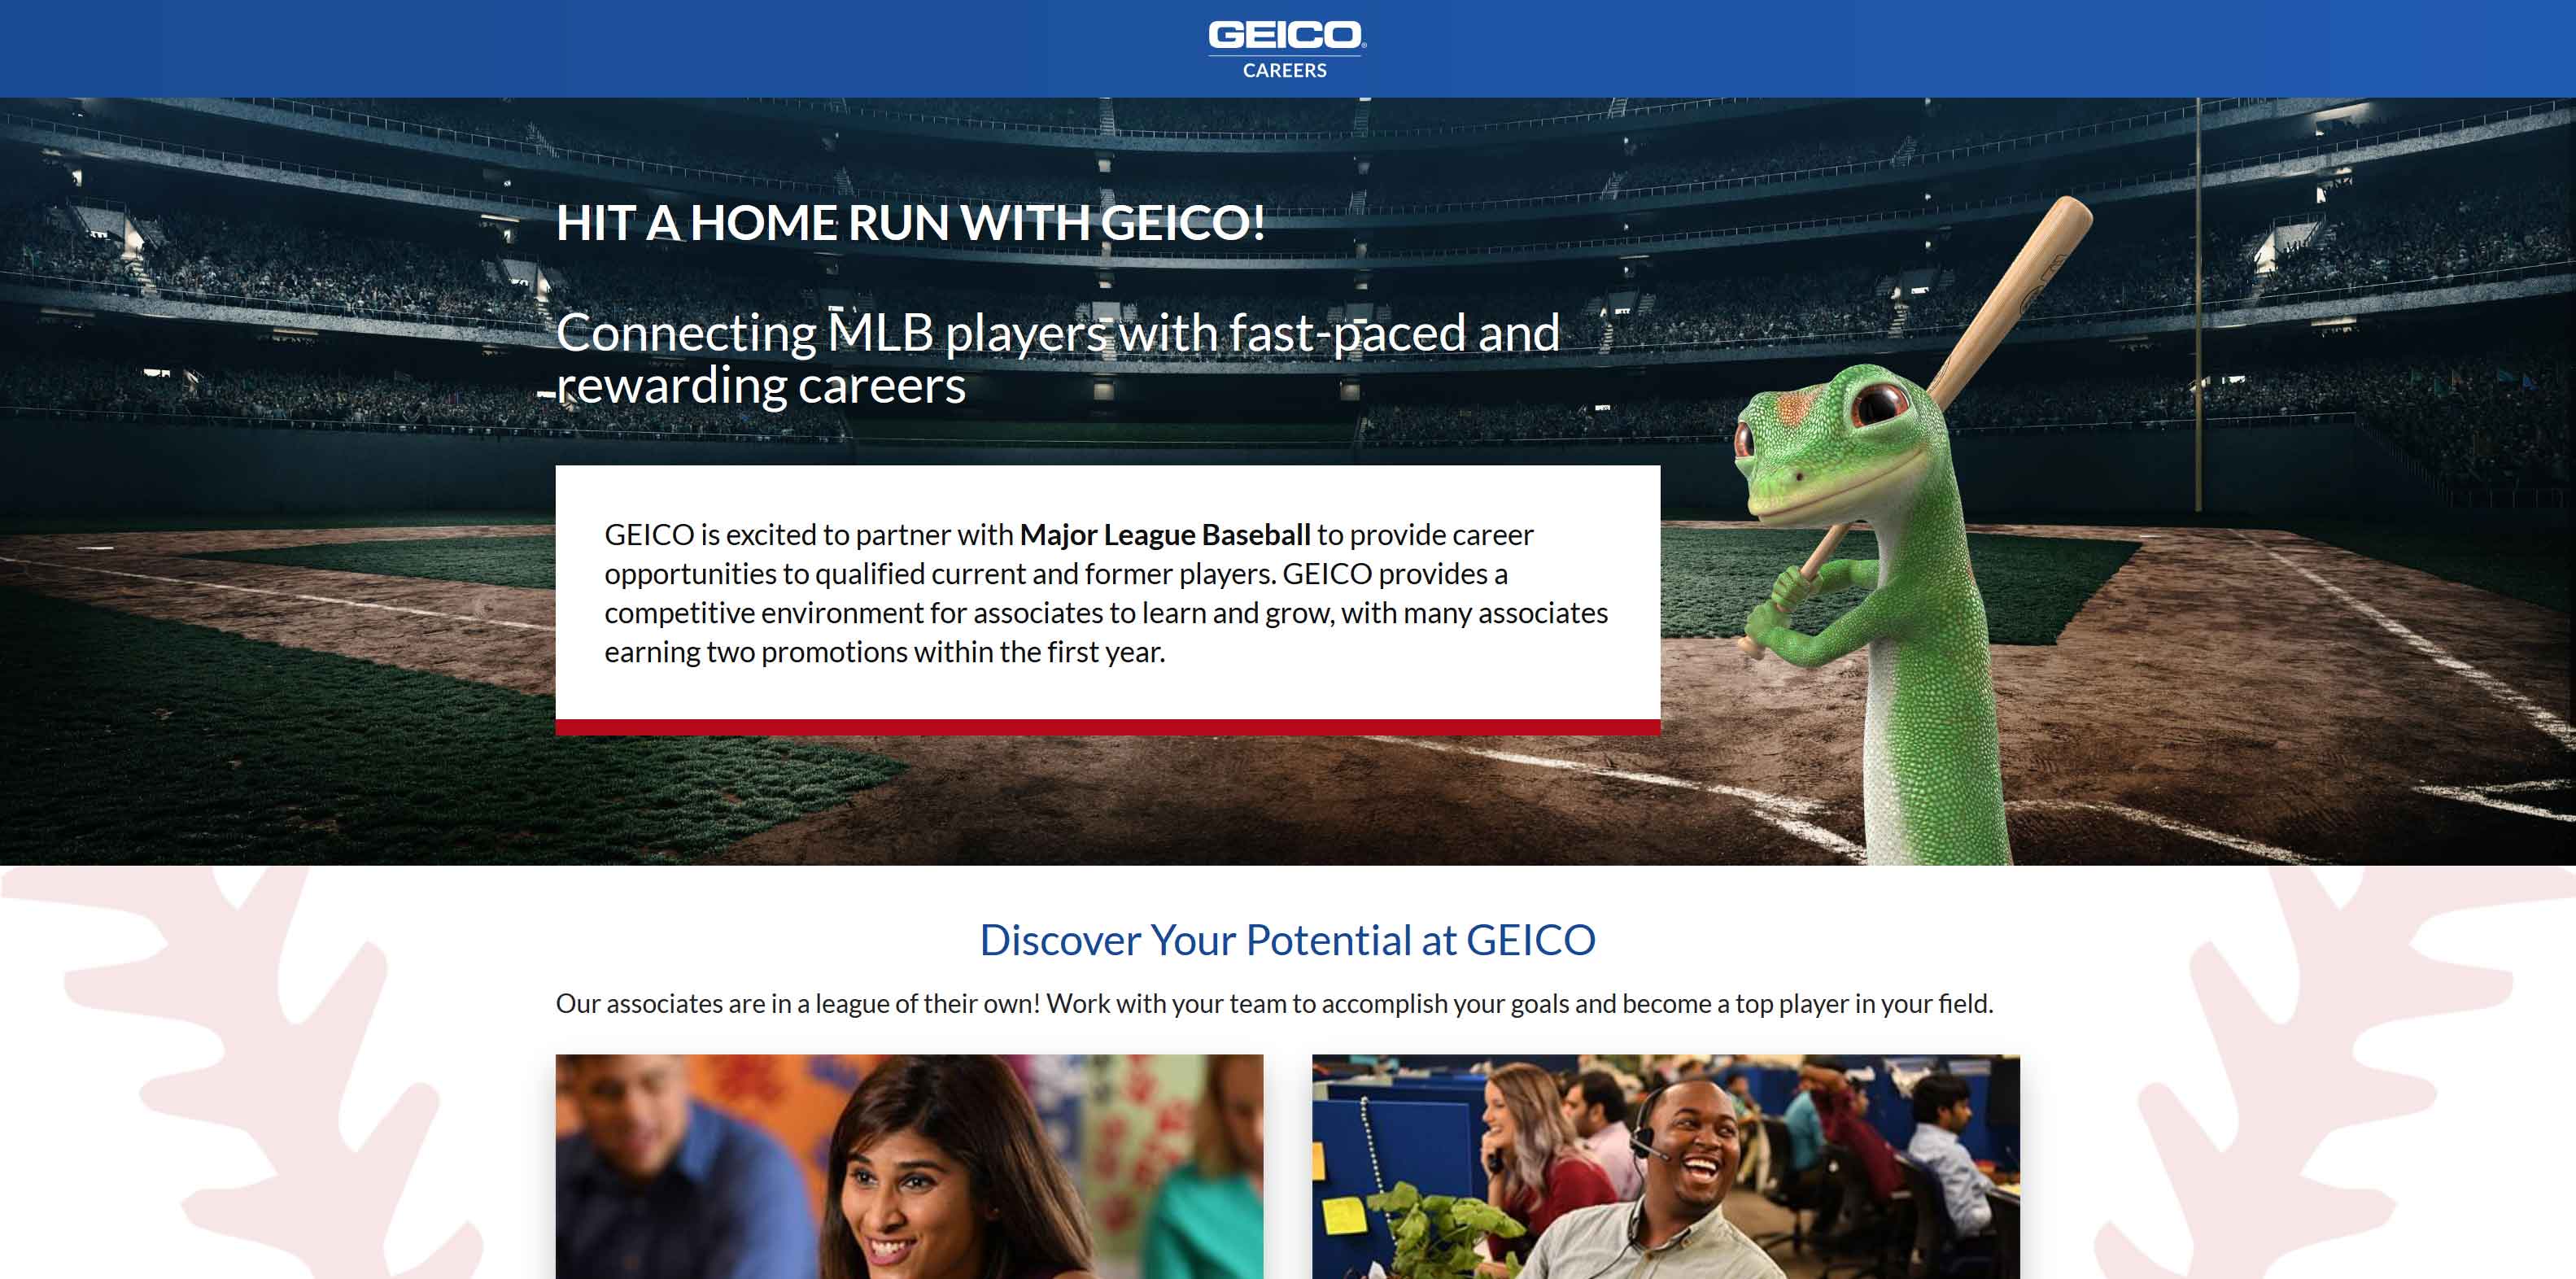 GEICO
CAREERS
HIT A HOME RUN WITH GEICO!
Connecting MLB players with fast-paced and
rewarding careers
GEICO is excited to partner with Major League Baseball to provide career
opportunities to qualified current and former players. GEICO provides a
competitive environment for associates to learn and grow, with many associates
earning two promotions within the first year.
Discover Your Potential at GEICO
Our associates are in a league of their own! Work with your team to accomplish your goals and become a top player in your field.